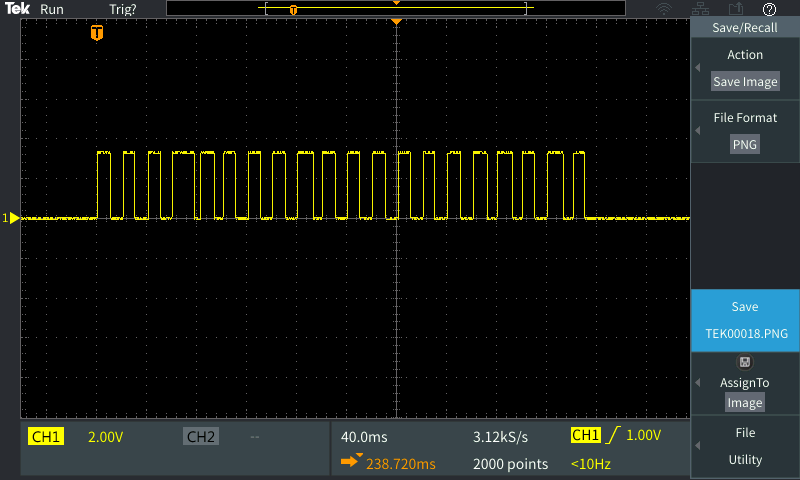 Tek Run Trig?
T
T
Save/Recall
Action
Save Image
File Format
PNG
1
Save
TEK00018.PNG
AssignTo
Image
File
Utility
CH1 2.00V CH2 -- 40.0ms 3.12kS/s CH1 1.00V
238.720ms 2000 points <10Hz